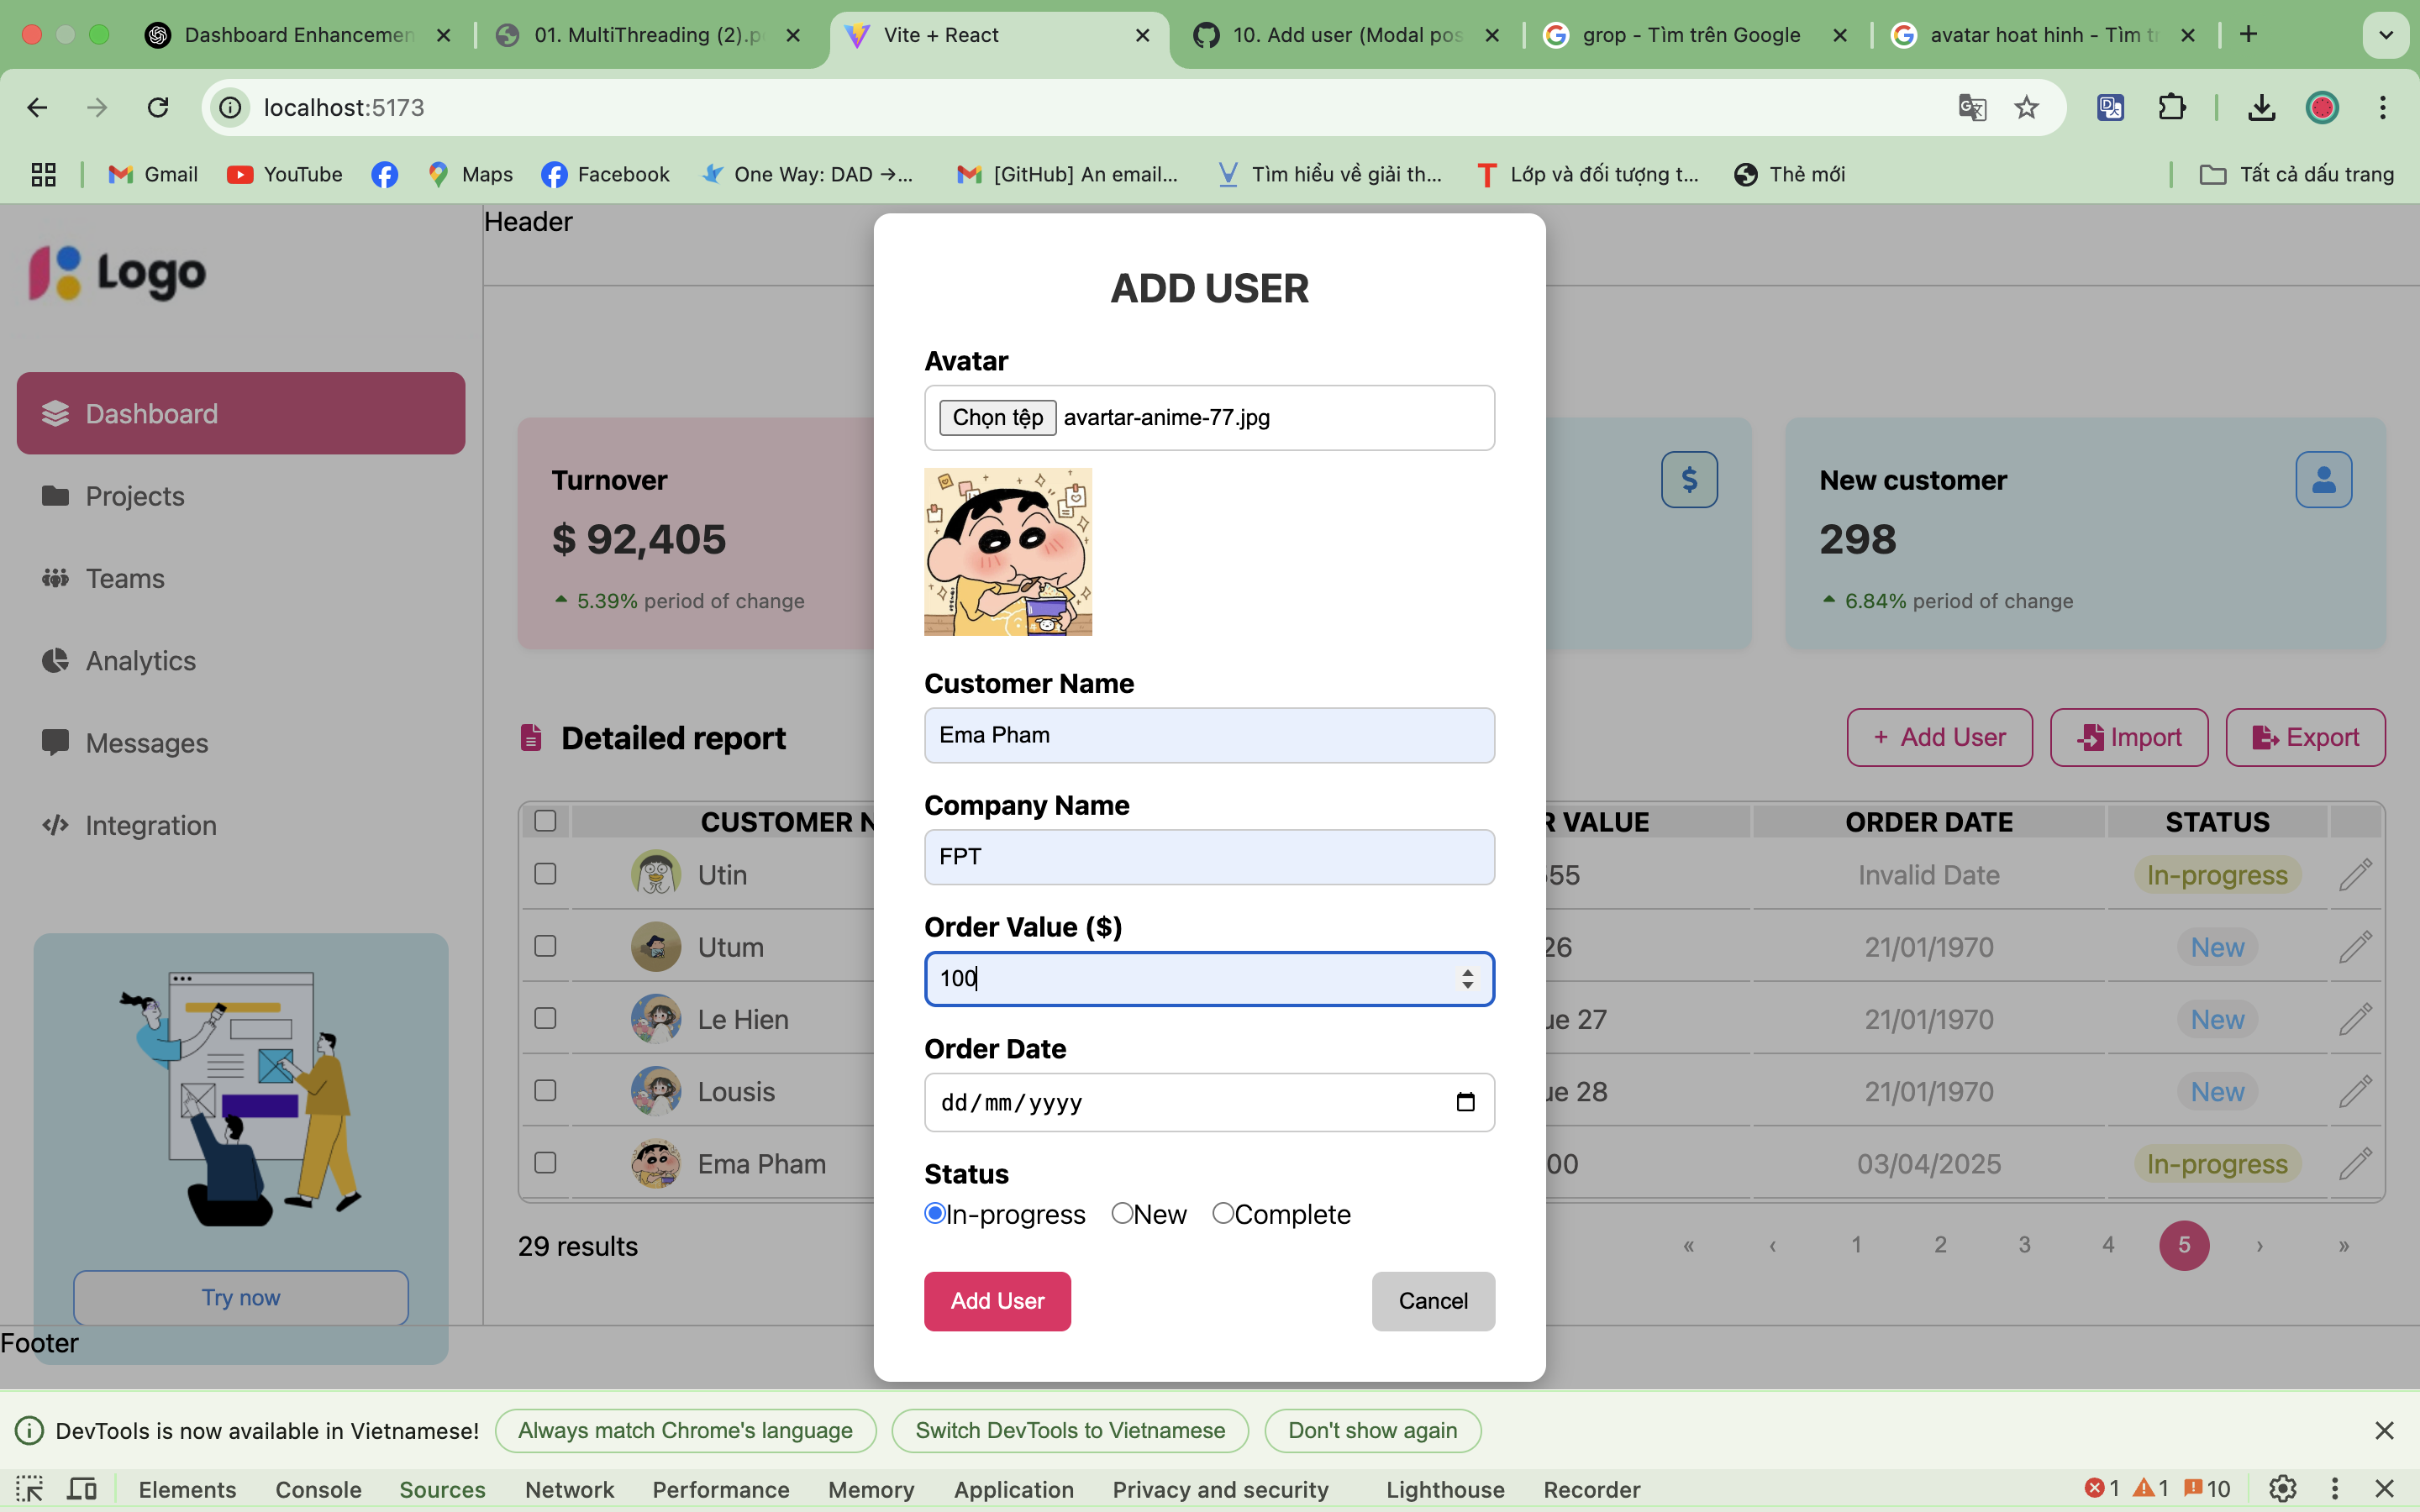 Dashboard Enhancemen
01. MultiThreading (2).p
Vite + React
10. Add user (Modal pos
grop - Tìm trên Google
avatar hoat hinh - Tìm tr
localhost:5173
Gmail
YouTube
Maps
Facebook
One Way: DAD →...
[GitHub] An email...
Tìm hiểu về giải th...
Lớp và đối tượng t...
Thẻ mới
Tất cả dấu trang
Logo
Header
Dashboard
Projects
Teams
Analytics
Messages
Integration
Try now
Footer
Turnover
$ 92,405
5.39% period of change
$
New customer
298
6.84% period of change
Detailed report
+ Add User
Import
Export
CUSTOMER N
R VALUE
ORDER DATE
STATUS
Utin
55
Invalid Date
In-progress
Utum
26
21/01/1970
New
Le Hien
ue 27
21/01/1970
New
Lousis
ue 28
21/01/1970
New
Ema Pham
00
03/04/2025
In-progress
29 results
« ‹ 1 2 3 4 5 › »
ADD USER
Avatar
Chọn tệp avartar-anime-77.jpg
Customer Name
Ema Pham
Company Name
FPT
Order Value ($)
100
Order Date
dd/mm/yyyy
Status
In-progress New Complete
Add User
Cancel
DevTools is now available in Vietnamese!
Always match Chrome's language
Switch DevTools to Vietnamese
Don't show again
Elements
Console
Sources
Network
Performance
Memory
Application
Privacy and security
Lighthouse
Recorder
1
1
10